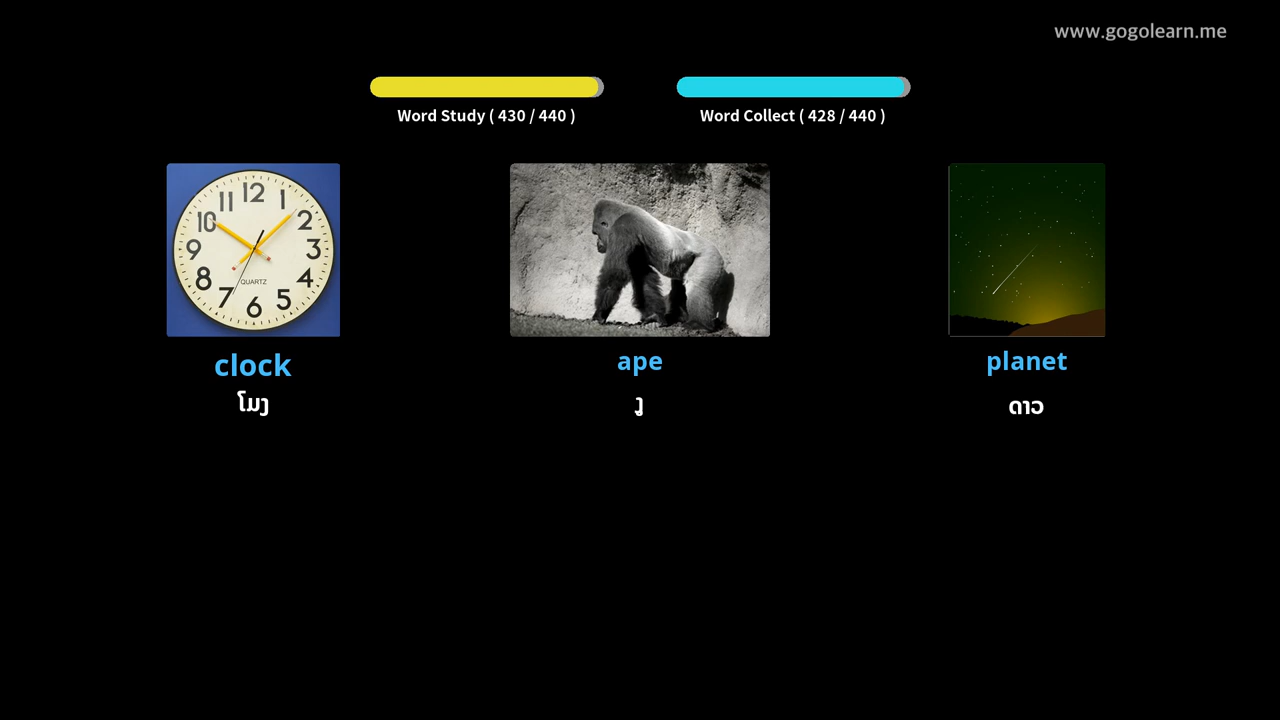 www.gogolearn.me
Word Study ( 430 / 440 )
Word Collect ( 428 / 440 )
12
11
1
10
2
9
3
8
4
QUARTZ
7
5
6
clock
ape
planet
ໂມງ
ງູ
ດາວ